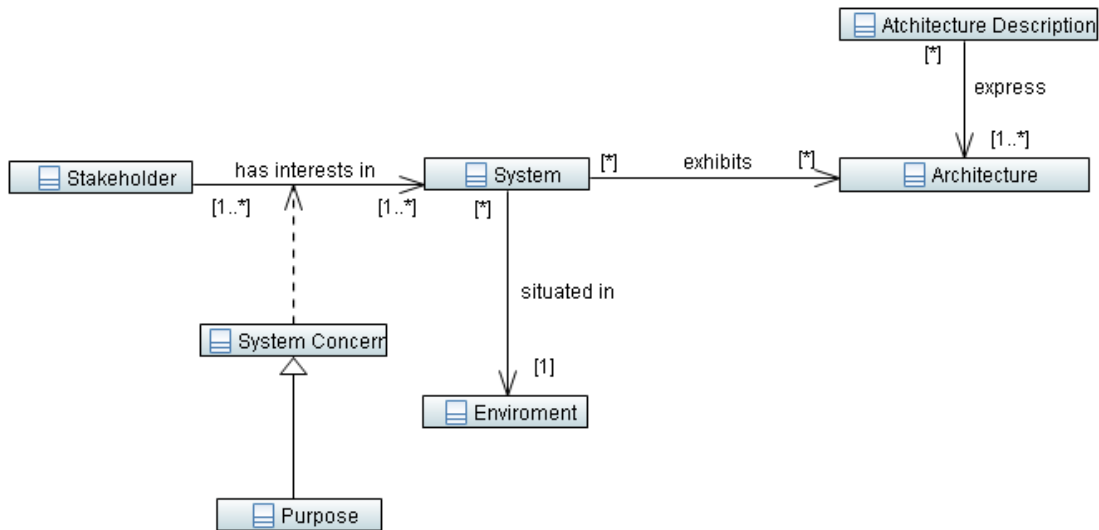 Atchitecture Description
[*]
express
[1..*]
Stakeholder
has interests in
System
[*]
exhibits
[*]
Architecture
[1..*]
[1..*]
[*]
situated in
System Concern
[1]
Enviroment
Purpose